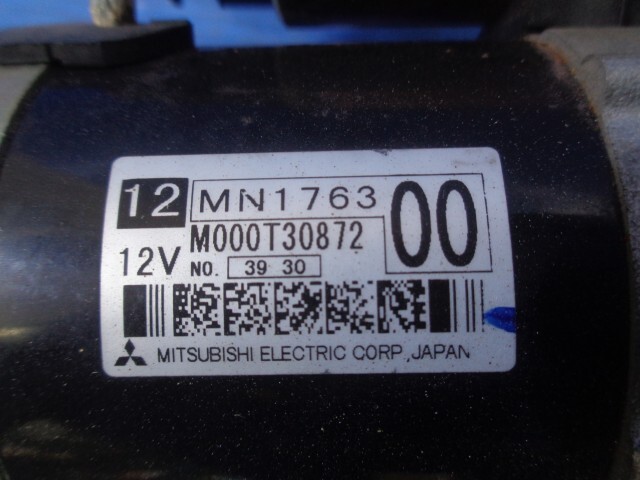 12 MN1763 00
M000T30872
12V NO. 39 30
MITSUBISHI ELECTRIC CORP., JAPAN